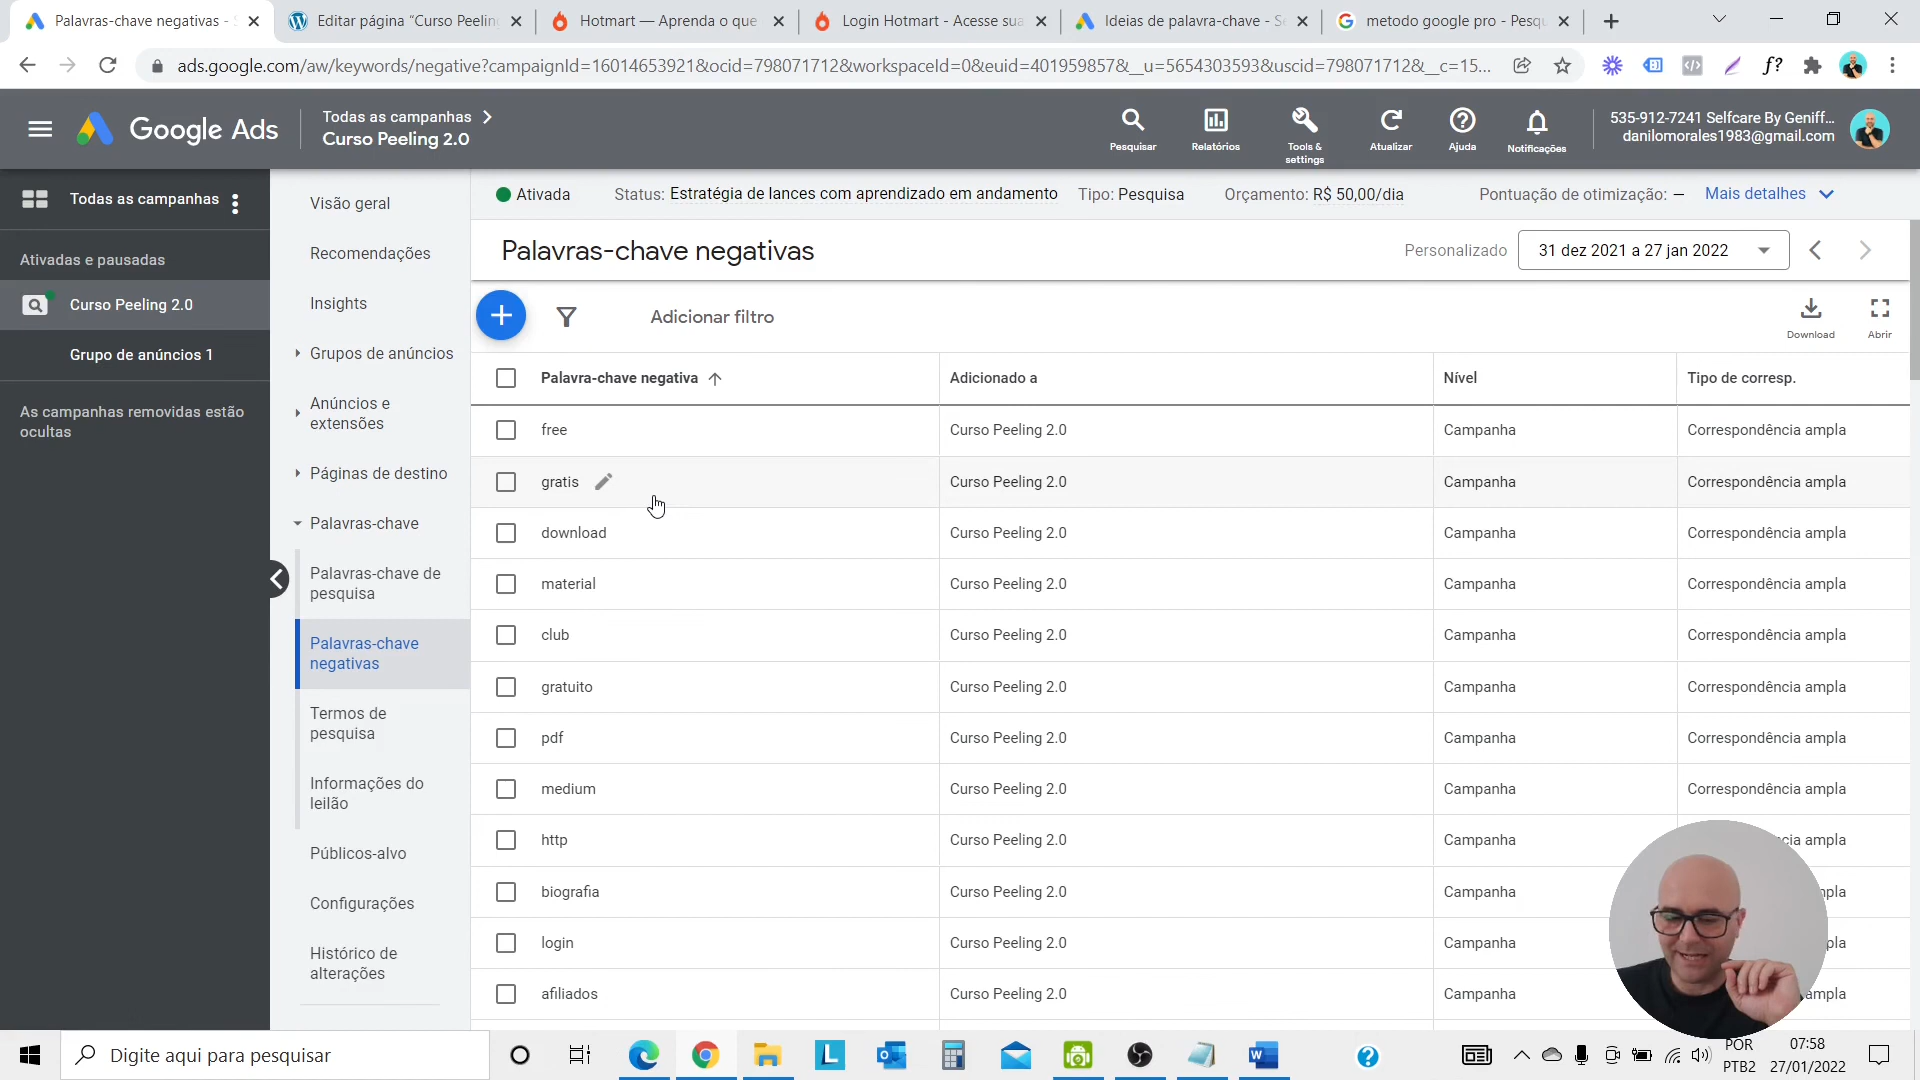 Palavras-chave negativas - S
Editar página "Curso Peeling
Hotmart — Aprenda o que
Login Hotmart - Acesse sua
Ideias de palavra-chave - Se
metodo google pro - Pesqu
ads.google.com/aw/keywords/negative?campaignId=16014653921&ocid=798071712&workspaceId=0&euid=401959857&__u=5654303593&uscid=798071712&__c=15...
Google Ads
Todas as campanhas
Curso Peeling 2.0
Pesquisar
Relatórios
Tools &
settings
Atualizar
Ajuda
Notificações
535-912-7241 Selfcare By Geniff...
danilomorales1983@gmail.com
Todas as campanhas
Ativadas e pausadas
Curso Peeling 2.0
Grupo de anúncios 1
As campanhas removidas estão
ocultas
Visão geral
Recomendações
Insights
Grupos de anúncios
Anúncios e
extensões
Páginas de destino
Palavras-chave
Palavras-chave de
pesquisa
Palavras-chave
negativas
Termos de
pesquisa
Informações do
leilão
Públicos-alvo
Configurações
Histórico de
alterações
Ativada Status: Estratégia de lances com aprendizado em andamento Tipo: Pesquisa Orçamento: R$ 50,00/dia Pontuação de otimização: – Mais detalhes
Palavras-chave negativas
Personalizado 31 dez 2021 a 27 jan 2022
Adicionar filtro
Download
Abrir
Palavra-chave negativa Adicionado a Nível Tipo de corresp.
free Curso Peeling 2.0 Campanha Correspondência ampla
gratis Curso Peeling 2.0 Campanha Correspondência ampla
download Curso Peeling 2.0 Campanha Correspondência ampla
material Curso Peeling 2.0 Campanha Correspondência ampla
club Curso Peeling 2.0 Campanha Correspondência ampla
gratuito Curso Peeling 2.0 Campanha Correspondência ampla
pdf Curso Peeling 2.0 Campanha Correspondência ampla
medium Curso Peeling 2.0 Campanha Correspondência ampla
http Curso Peeling 2.0 Campanha cia ampla
biografia Curso Peeling 2.0 Campanha npla
login Curso Peeling 2.0 Campanha pla
afiliados Curso Peeling 2.0 Campanha ampla
Digite aqui para pesquisar
POR
PTB2
07:58
27/01/2022